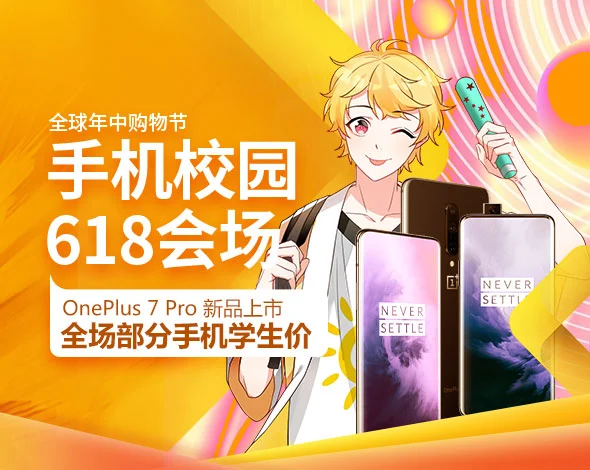 全球年中购物节
手机校园
618会场
OnePlus 7 Pro 新品上市
全场部分手机学生价
NEVER
SETTLE
NEVER
SETTLE
OnePlus